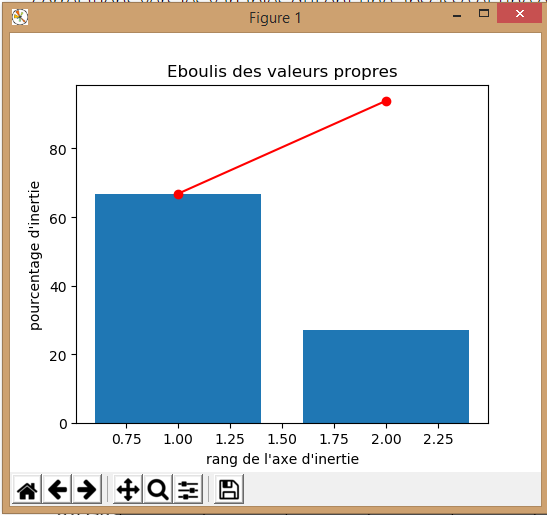 Figure 1
Eboulis des valeurs propres
80
60
40
20
0
pourcentage d'inertie
0.75 1.00 1.25 1.50 1.75 2.00 2.25
rang de l'axe d'inertie